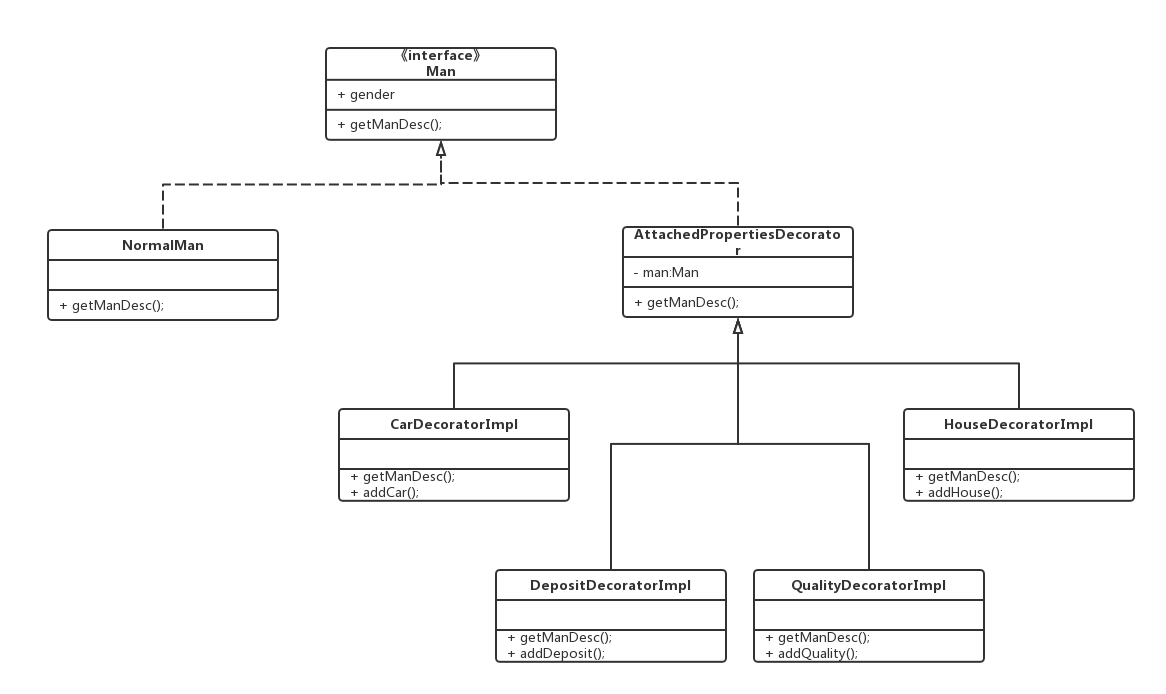 《interface》
Man
+ gender
+ getManDesc();
NormalMan
+ getManDesc();
AttachedPropertiesDecorato
r
- man:Man
+ getManDesc();
CarDecoratorImpl
+ getManDesc();
+ addCar();
HouseDecoratorImpl
+ getManDesc();
+ addHouse();
DepositDecoratorImpl
+ getManDesc();
+ addDeposit();
QualityDecoratorImpl
+ getManDesc();
+ addQuality();